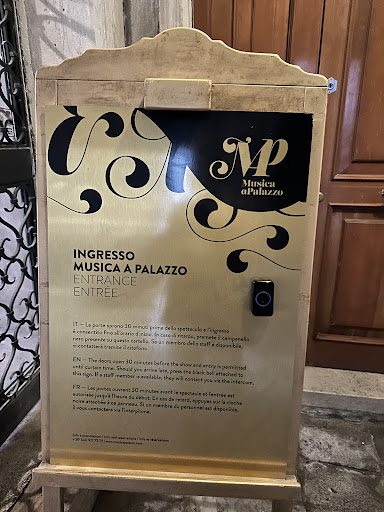 MP
Musica
aPalazzo
INGRESSO
MUSICA A PALAZZO
ENTRANCE
ENTRÉE
IT — Le porte aprono 30 minuti prima dello spettacolo e l'ingresso
è consentito fino all'orario d'inizio. In caso di ritardo, premete il campanello
nero presente su questo cartello. Se un membro dello staff è disponibile,
vi contatterà tramite il citofono.
EN — The doors open 30 minutes before the show and entry is permitted
until curtain time. Should you arrive late, press the black bell attached to
this sign. If a staff member is available, they will contact you via the intercom.
FR — Les portes ouvrent 30 minutes avant le spectacle et l'entrée est
autorisée jusqu'à l'heure du début. En cas de retard, appuyez sur la sonnette
noire attachée à ce panneau. Si un membre du personnel est disponible,
il vous contactera par l'interphone.